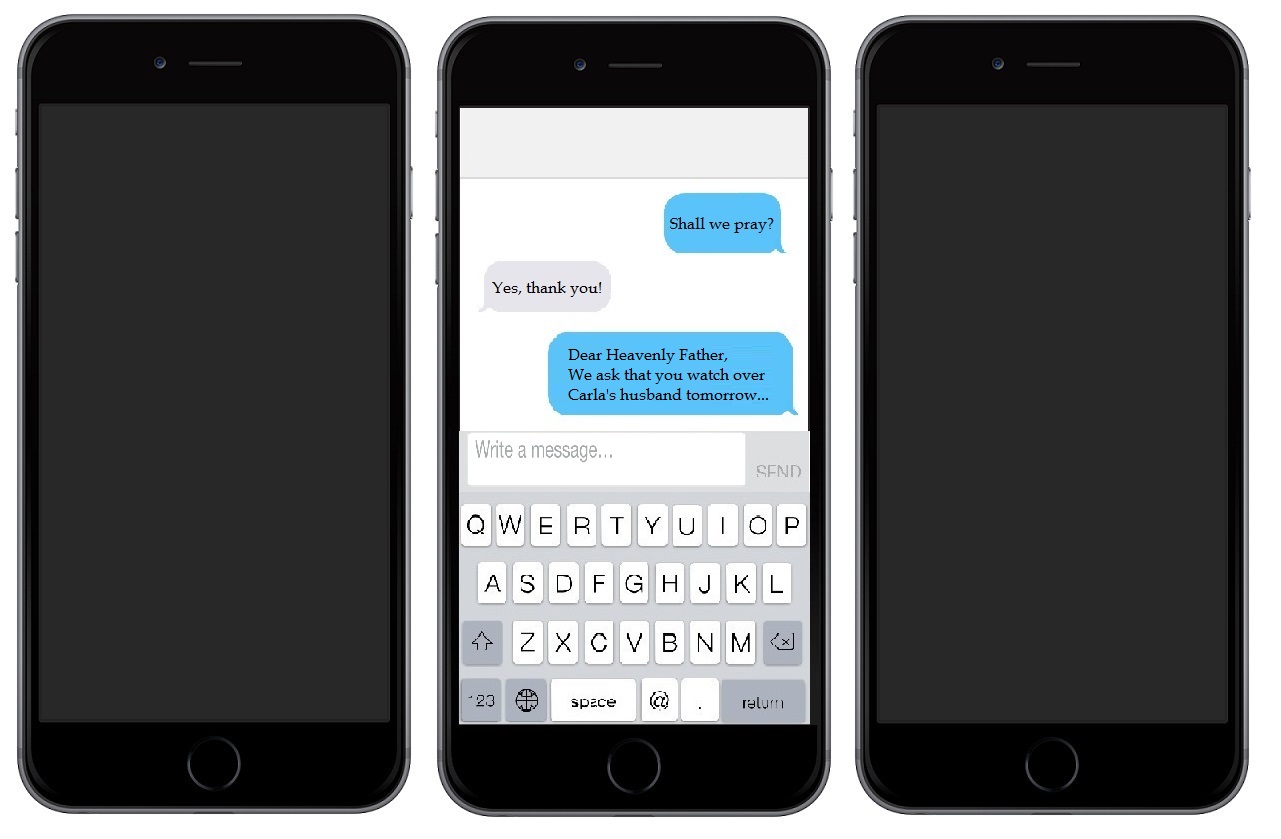 Shall we pray?
Yes, thank you!
Dear Heavenly Father,
We ask that you watch over
Carla's husband tomorrow...
Write a message...
SEND
Q W E R T Y U I O P
A S D F G H J K L
Z X C V B N M
123 space @ . return